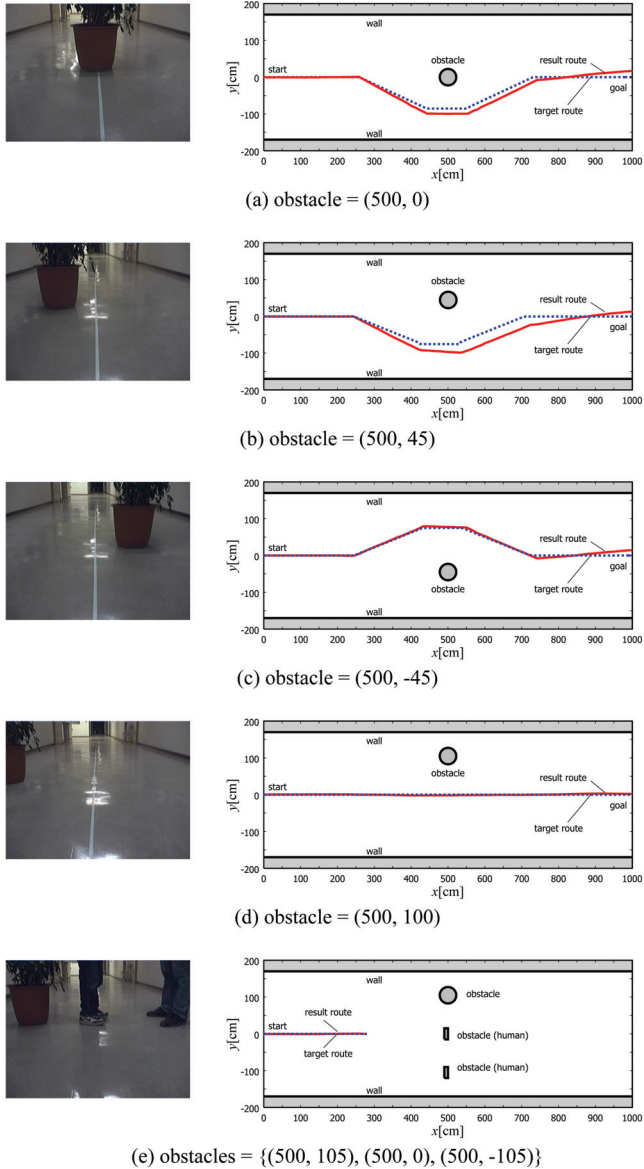 200
100
0
-100
-200
y[cm]
wall
start
obstacle
result route
target route
goal
wall
0 100 200 300 400 500 600 700 800 900 1000
x[cm]
(a) obstacle = (500, 0)
200
100
0
-100
-200
y[cm]
wall
start
obstacle
result route
target route
goal
wall
0 100 200 300 400 500 600 700 800 900 1000
x[cm]
(b) obstacle = (500, 45)
200
100
0
-100
-200
y[cm]
wall
start
obstacle
result route
target route
goal
wall
0 100 200 300 400 500 600 700 800 900 1000
x[cm]
(c) obstacle = (500, -45)
200
100
0
-100
-200
y[cm]
wall
start
obstacle
result route
target route
goal
wall
0 100 200 300 400 500 600 700 800 900 1000
x[cm]
(d) obstacle = (500, 100)
200
100
0
-100
-200
y[cm]
wall
obstacle
result route
start
obstacle (human)
target route
obstacle (human)
wall
0 100 200 300 400 500 600 700 800 900 1000
x[cm]
(e) obstacles = {(500, 105), (500, 0), (500, -105)}